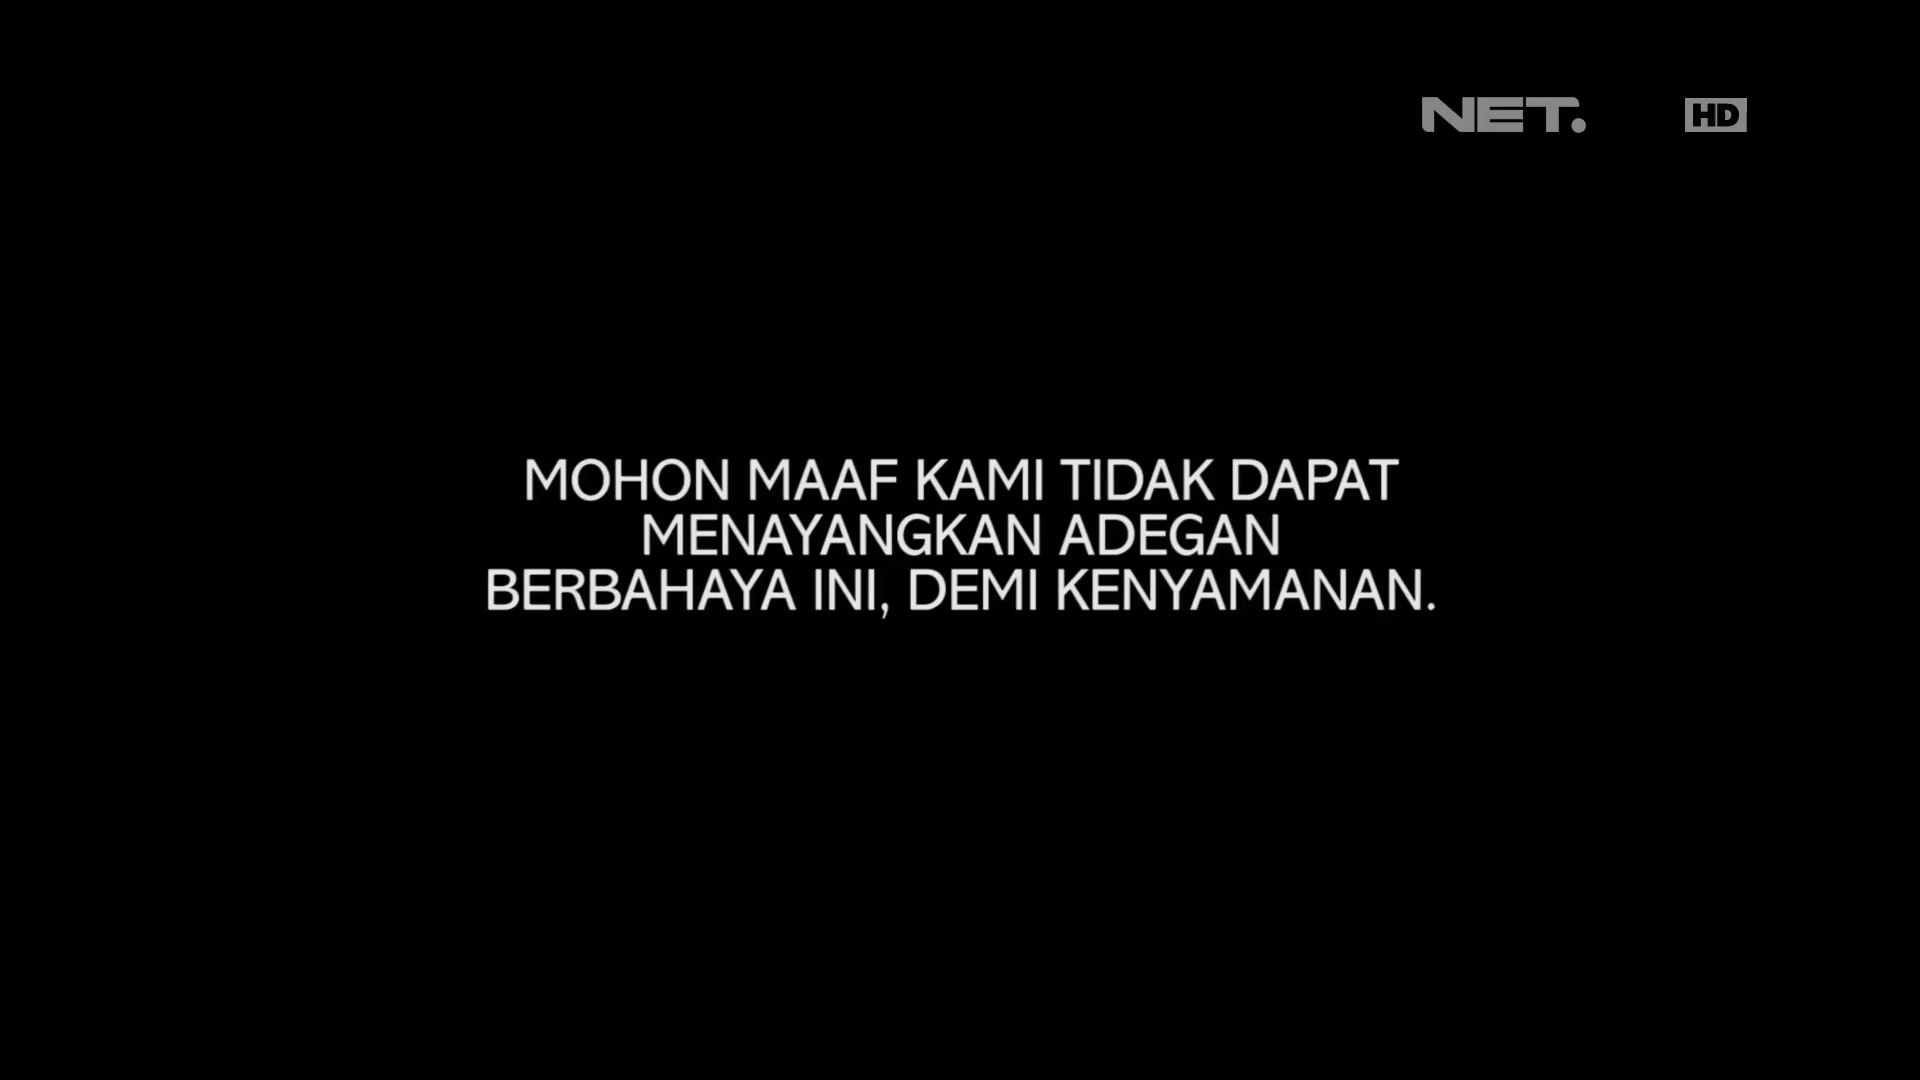 NET.
HD
MOHON MAAF KAMI TIDAK DAPAT
MENAYANGKAN ADEGAN
BERBAHAYA INI, DEMI KENYAMANAN.